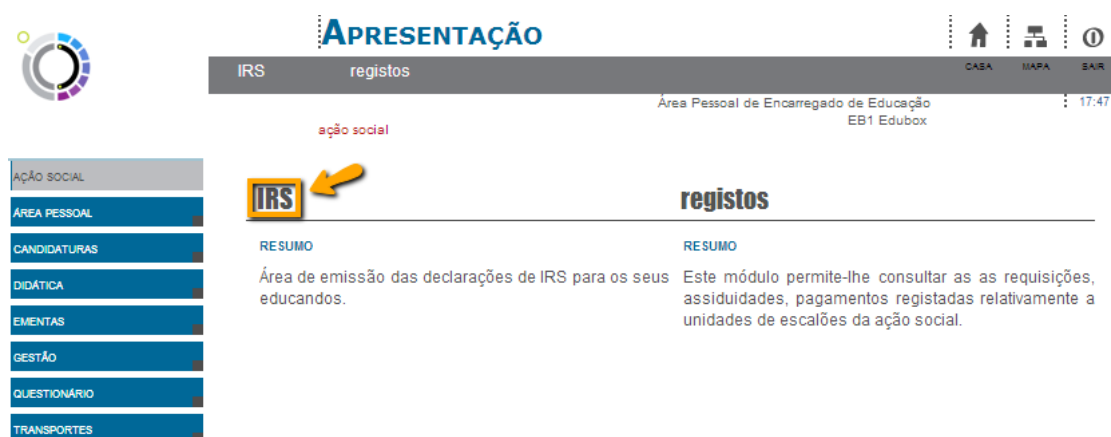 APRESENTAÇÃO
CASA MAPA SAIR
IRS registos
Área Pessoal de Encarregado de Educação
EB1 Edubox
17:47
ação social
AÇÃO SOCIAL
ÁREA PESSOAL
CANDIDATURAS
DIDÁTICA
EMENTAS
GESTÃO
QUESTIONÁRIO
TRANSPORTES
IRS
RESUMO
Área de emissão das declarações de IRS para os seus
educandos.
registos
RESUMO
Este módulo permite-lhe consultar as as requisições,
assiduidades, pagamentos registadas relativamente a
unidades de escalões da ação social.